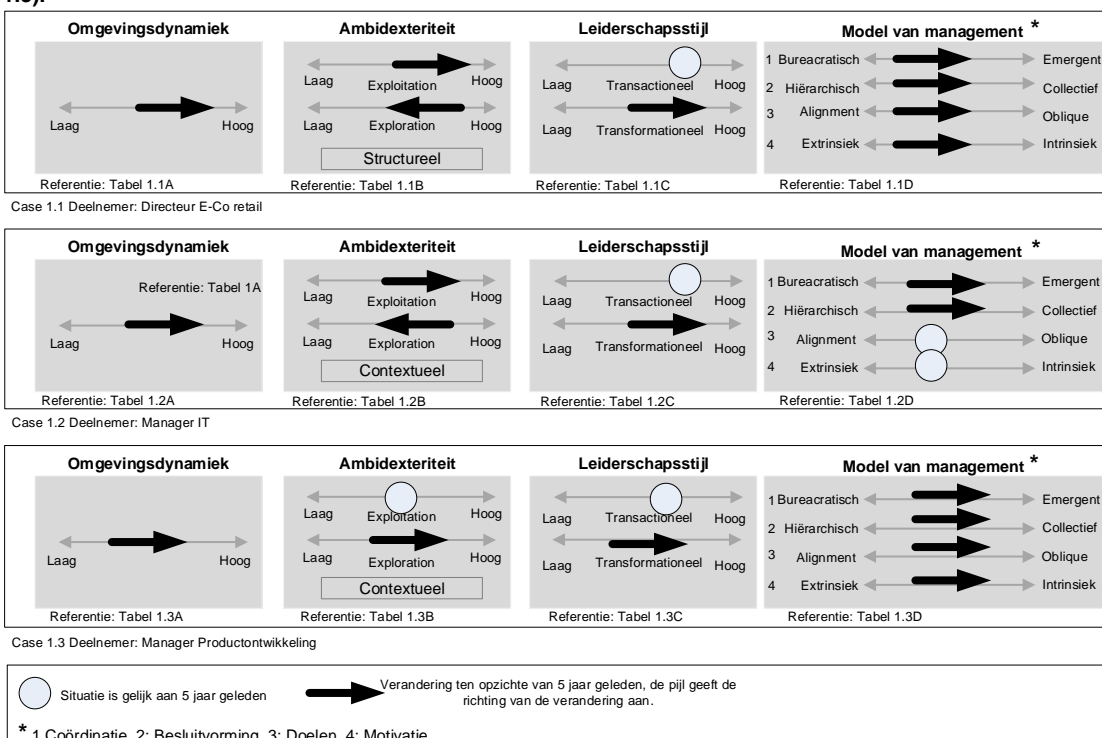 Omgevingsdynamiek Ambidexteriteit Leiderschapsstijl Model van management *
Laag Hoog
Laag Exploitation Hoog
Laag Exploration Hoog
Structureel
Laag Transactioneel Hoog
Laag Transformationeel Hoog
1 Bureacratisch Emergent
2 Hiërarchisch Collectief
3 Alignment Oblique
4 Extrinsiek Intrinsiek
Referentie: Tabel 1.1A Referentie: Tabel 1.1B Referentie: Tabel 1.1C Referentie: Tabel 1.1D
Case 1.1 Deelnemer: Directeur E-Co retail
Omgevingsdynamiek Ambidexteriteit Leiderschapsstijl Model van management *
Referentie: Tabel 1A
Laag Hoog
Laag Exploitation Hoog
Laag Exploration Hoog
Contextueel
Laag Transactioneel Hoog
Laag Transformationeel Hoog
1 Bureacratisch Emergent
2 Hiërarchisch Collectief
3 Alignment Oblique
4 Extrinsiek Intrinsiek
Referentie: Tabel 1.2A Referentie: Tabel 1.2B Referentie: Tabel 1.2C Referentie: Tabel 1.2D
Case 1.2 Deelnemer: Manager IT
Omgevingsdynamiek Ambidexteriteit Leiderschapsstijl Model van management *
Laag Hoog
Laag Exploitation Hoog
Laag Exploration Hoog
Contextueel
Laag Transactioneel Hoog
Laag Transformationeel Hoog
1 Bureacratisch Emergent
2 Hiërarchisch Collectief
3 Alignment Oblique
4 Extrinsiek Intrinsiek
Referentie: Tabel 1.3A Referentie: Tabel 1.3B Referentie: Tabel 1.3C Referentie: Tabel 1.3D
Case 1.3 Deelnemer: Manager Productontwikkeling
Situatie is gelijk aan 5 jaar geleden
Verandering ten opzichte van 5 jaar geleden, de pijl geeft de
richting van de verandering aan.
* 1 Coördinatie, 2: Besluitvorming, 3: Doelen, 4: Motivatie